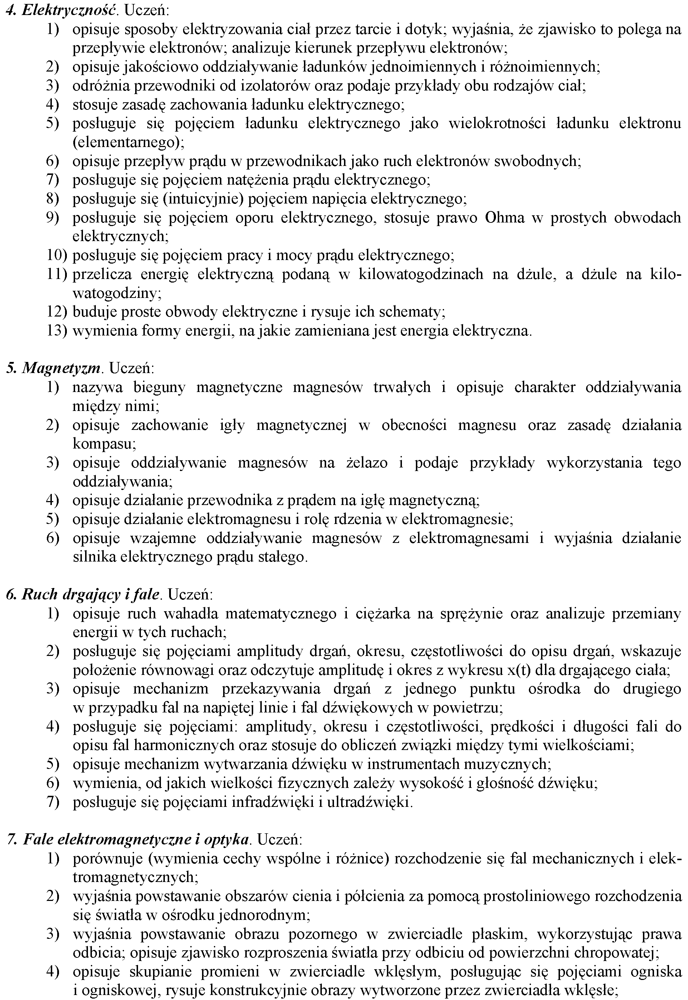 4. Elektryczność. Uczeń:
1) opisuje sposoby elektryzowania ciał przez tarcie i dotyk; wyjaśnia, że zjawisko to polega na
przepływie elektronów; analizuje kierunek przepływu elektronów;
2) opisuje jakościowo oddziaływanie ładunków jednoimiennych i różnoimiennych;
3) odróżnia przewodniki od izolatorów oraz podaje przykłady obu rodzajów ciał;
4) stosuje zasadę zachowania ładunku elektrycznego;
5) posługuje się pojęciem ładunku elektrycznego jako wielokrotności ładunku elektronu
(elementarnego);
6) opisuje przepływ prądu w przewodnikach jako ruch elektronów swobodnych;
7) posługuje się pojęciem natężenia prądu elektrycznego;
8) posługuje się (intuicyjnie) pojęciem napięcia elektrycznego;
9) posługuje się pojęciem oporu elektrycznego, stosuje prawo Ohma w prostych obwodach
elektrycznych;
10) posługuje się pojęciem pracy i mocy prądu elektrycznego;
11) przelicza energię elektryczną podaną w kilowatogodzinach na dżule, a dżule na kilo-
watogodziny;
12) buduje proste obwody elektryczne i rysuje ich schematy;
13) wymienia formy energii, na jakie zamieniana jest energia elektryczna.
5. Magnetyzm. Uczeń:
1) nazywa bieguny magnetyczne magnesów trwałych i opisuje charakter oddziaływania
między nimi;
2) opisuje zachowanie igły magnetycznej w obecności magnesu oraz zasadę działania
kompasu;
3) opisuje oddziaływanie magnesów na żelazo i podaje przykłady wykorzystania tego
oddziaływania;
4) opisuje działanie przewodnika z prądem na igłę magnetyczną;
5) opisuje działanie elektromagnesu i rolę rdzenia w elektromagnesie;
6) opisuje wzajemne oddziaływanie magnesów z elektromagnesami i wyjaśnia działanie
silnika elektrycznego prądu stałego.
6. Ruch drgający i fale. Uczeń:
1) opisuje ruch wahadła matematycznego i ciężarka na sprężynie oraz analizuje przemiany
energii w tych ruchach;
2) posługuje się pojęciami amplitudy drgań, okresu, częstotliwości do opisu drgań, wskazuje
położenie równowagi oraz odczytuje amplitudę i okres z wykresu x(t) dla drgającego ciała;
3) opisuje mechanizm przekazywania drgań z jednego punktu ośrodka do drugiego
w przypadku fal na napiętej linie i fal dźwiękowych w powietrzu;
4) posługuje się pojęciami: amplitudy, okresu i częstotliwości, prędkości i długości fali do
opisu fal harmonicznych oraz stosuje do obliczeń związki między tymi wielkościami;
5) opisuje mechanizm wytwarzania dźwięku w instrumentach muzycznych;
6) wymienia, od jakich wielkości fizycznych zależy wysokość i głośność dźwięku;
7) posługuje się pojęciami infradźwięki i ultradźwięki.
7. Fale elektromagnetyczne i optyka. Uczeń:
1) porównuje (wymienia cechy wspólne i różnice) rozchodzenie się fal mechanicznych i elek-
tromagnetycznych;
2) wyjaśnia powstawanie obszarów cienia i półcienia za pomocą prostoliniowego rozchodzenia
się światła w ośrodku jednorodnym;
3) wyjaśnia powstawanie obrazu pozornego w zwierciadle płaskim, wykorzystując prawa
odbicia; opisuje zjawisko rozproszenia światła przy odbiciu od powierzchni chropowatej;
4) opisuje skupianie promieni w zwierciadle wklęsłym, posługując się pojęciami ogniska
i ogniskowej, rysuje konstrukcyjnie obrazy wytworzone przez zwierciadła wklęsłe;